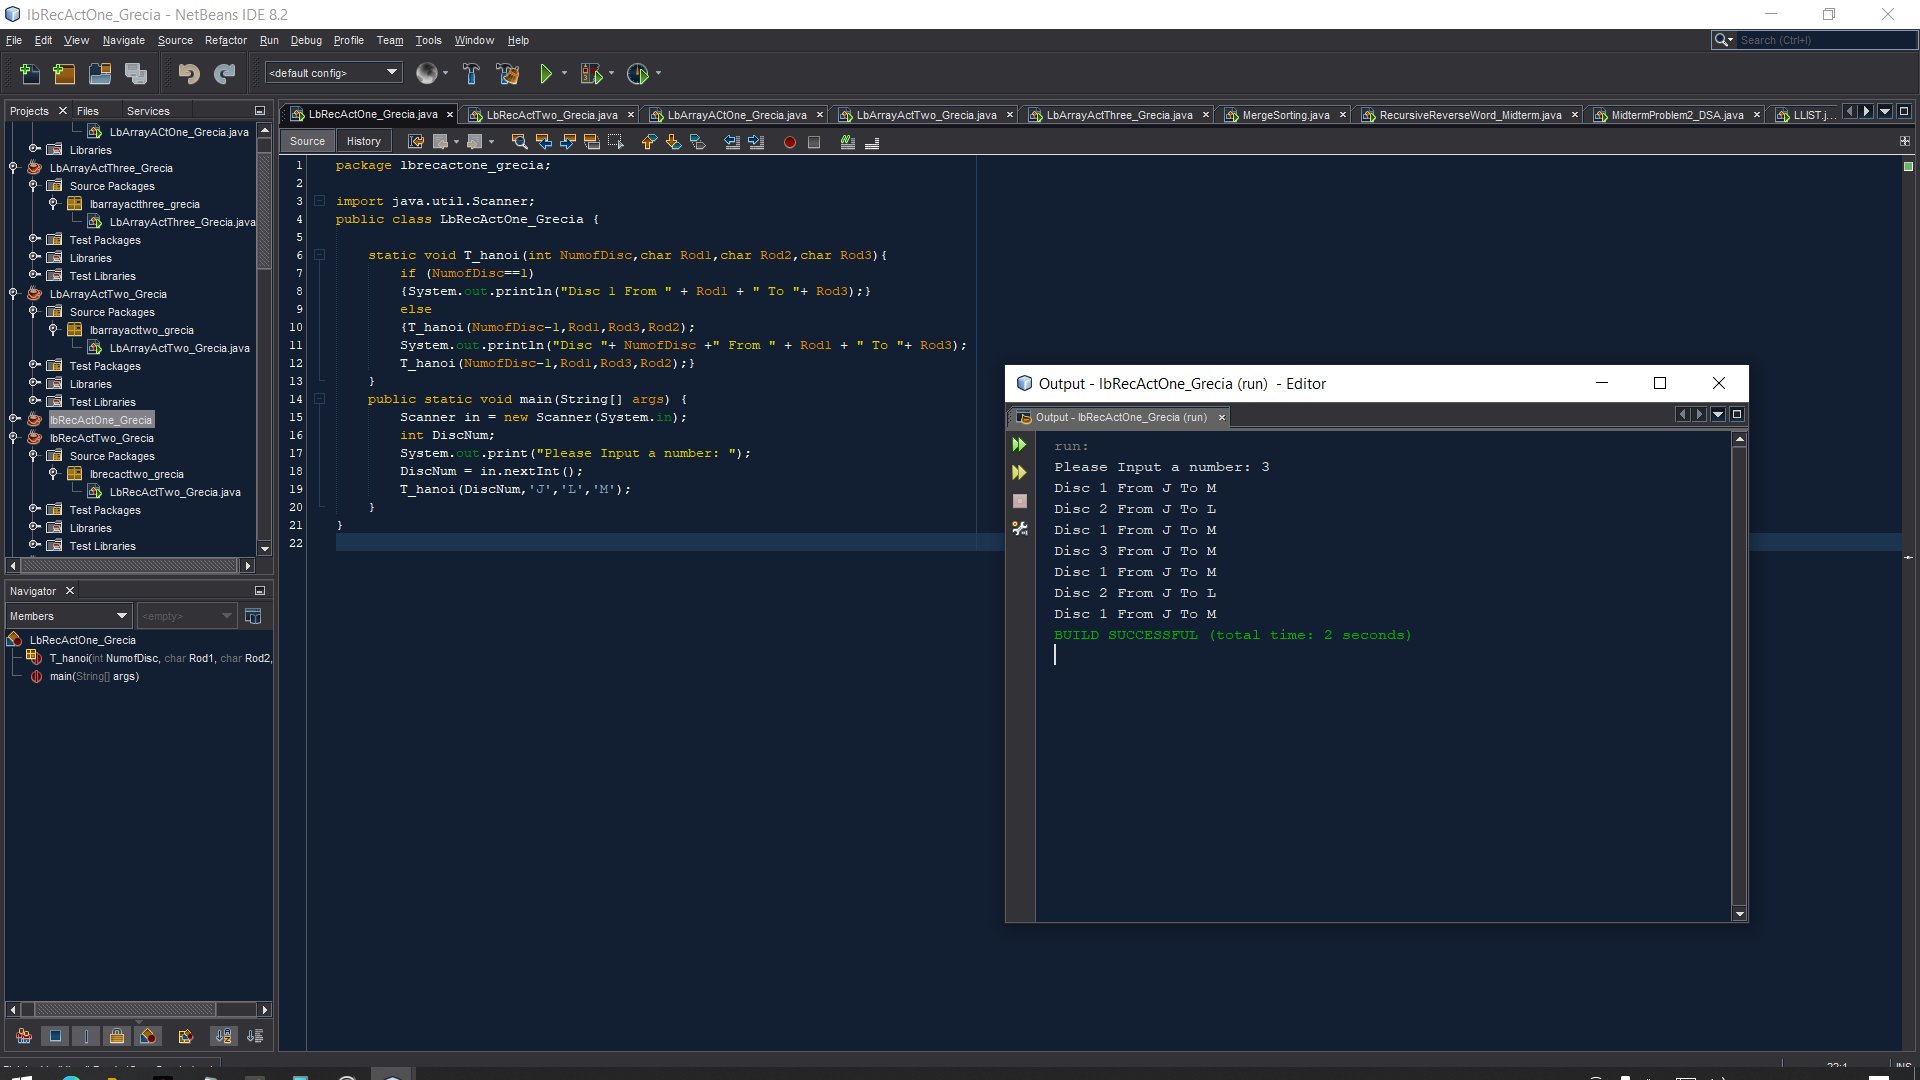 lbRecActOne_Grecia - NetBeans IDE 8.2
File Edit View Navigate Source Refactor Run Debug Profile Team Tools Window Help
Search (Ctrl+I)
<default config>
Projects Files Services
LbArrayACtOne_Grecia.java
Libraries
LbArrayActThree_Grecia
Source Packages
lbarrayactthree_grecia
LbArrayActThree_Grecia.java
Test Packages
Libraries
Test Libraries
LbArrayActTwo_Grecia
Source Packages
lbarrayacttwo_grecia
LbArrayActTwo_Grecia.java
Test Packages
Libraries
Test Libraries
lbRecActOne_Grecia
lbRecActTwo_Grecia
Source Packages
lbrecacttwo_grecia
LbRecActTwo_Grecia.java
Test Packages
Libraries
Test Libraries
Navigator
Members
<empty>
LbRecActOne_Grecia
T_hanoi(int NumofDisc, char Rod1, char Rod2,
main(String[] args)
LbRecActOne_Grecia.java LbRecActTwo_Grecia.java LbArrayACtOne_Grecia.java LbArrayActTwo_Grecia.java LbArrayActThree_Grecia.java MergeSorting.java RecursiveReverseWord_Midterm.java MidtermProblem2_DSA.java LLIST.j...
Source History
1 package lbrecactone_grecia;
2
3 import java.util.Scanner;
4 public class LbRecActOne_Grecia {
5
6 static void T_hanoi(int NumofDisc,char Rod1,char Rod2,char Rod3){
7 if (NumofDisc==1)
8 {System.out.println("Disc 1 From " + Rod1 + " To "+ Rod3);}
9 else
10 {T_hanoi(NumofDisc-1,Rod1,Rod3,Rod2);
11 System.out.println("Disc "+ NumofDisc +" From " + Rod1 + " To "+ Rod3);
12 T_hanoi(NumofDisc-1,Rod1,Rod3,Rod2);}
13 }
14 public static void main(String[] args) {
15 Scanner in = new Scanner(System.in);
16 int DiscNum;
17 System.out.print("Please Input a number: ");
18 DiscNum = in.nextInt();
19 T_hanoi(DiscNum,'J','L','M');
20 }
21 }
22
Output - lbRecActOne_Grecia (run) - Editor
Output - lbRecActOne_Grecia (run)
run:
Please Input a number: 3
Disc 1 From J To M
Disc 2 From J To L
Disc 1 From J To M
Disc 3 From J To M
Disc 1 From J To M
Disc 2 From J To L
Disc 1 From J To M
BUILD SUCCESSFUL (total time: 2 seconds)
22:1 INS